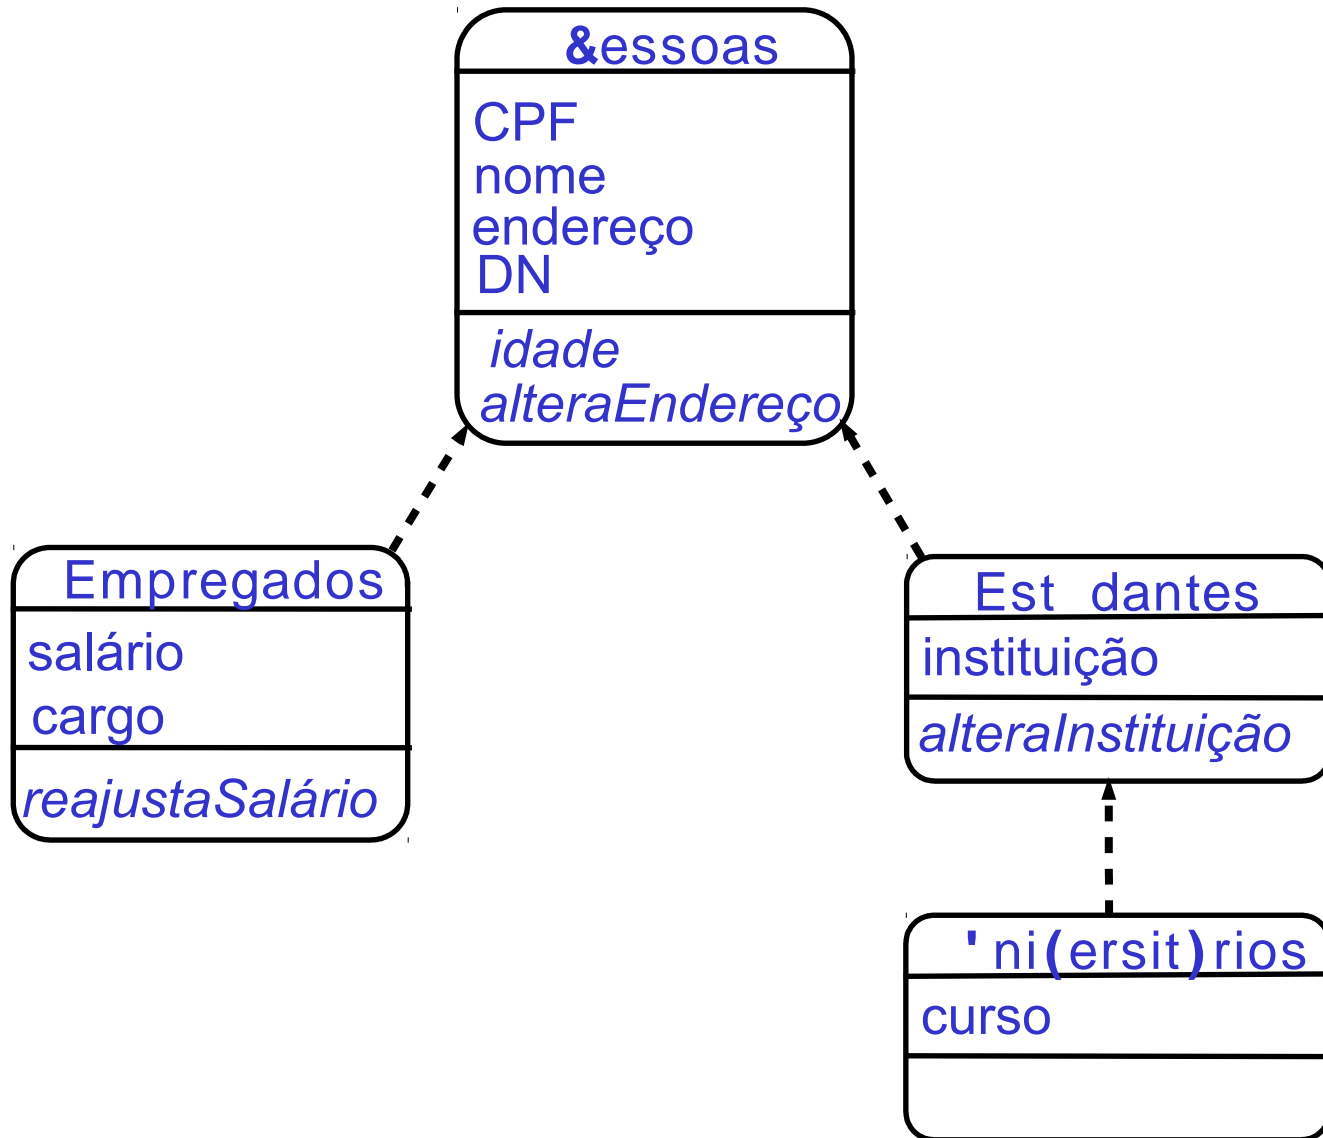 &essoas
CPF
nome
endereço
DN
idade
alteraEndereço
Empregados
salário
cargo
reajustaSalário
Est dantes
instituição
alteraInstituição
'ni(ersit)rios
curso